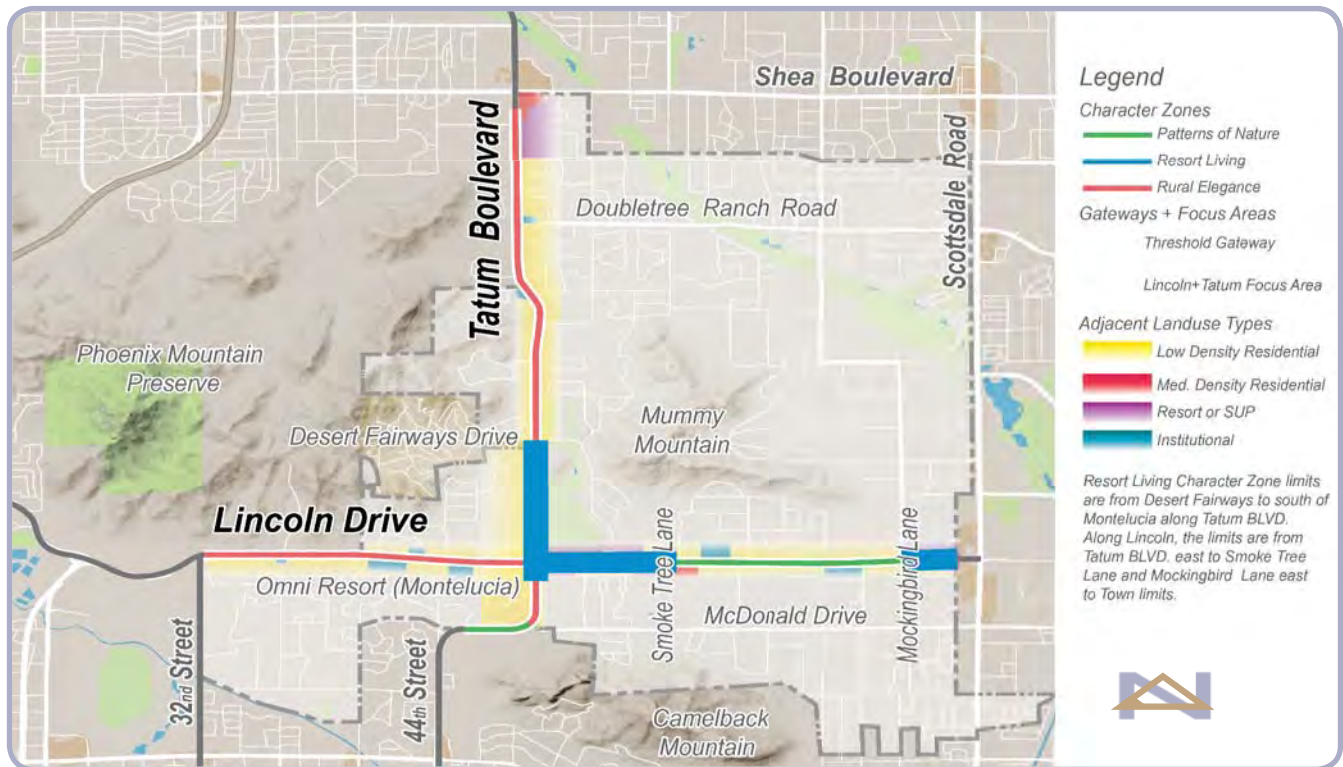 Shea Boulevard
Tatum Boulevard
Scottsdale Road
Doubletree Ranch Road
Phoenix Mountain
Preserve
Desert Fairways Drive
Mummy
Mountain
Lincoln Drive
Smoke Tree Lane
Mockingbird Lane
Omni Resort (Montelucia)
McDonald Drive
32nd Street
44th Street
Camelback
Mountain
Legend
Character Zones
Patterns of Nature
Resort Living
Rural Elegance
Gateways + Focus Areas
Threshold Gateway
Lincoln+Tatum Focus Area
Adjacent Landuse Types
Low Density Residential
Med. Density Residential
Resort or SUP
Institutional
Resort Living Character Zone limits
are from Desert Fairways to south of
Montelucia along Tatum BLVD.
Along Lincoln, the limits are from
Tatum BLVD. east to Smoke Tree
Lane and Mockingbird Lane east
to Town limits.
N